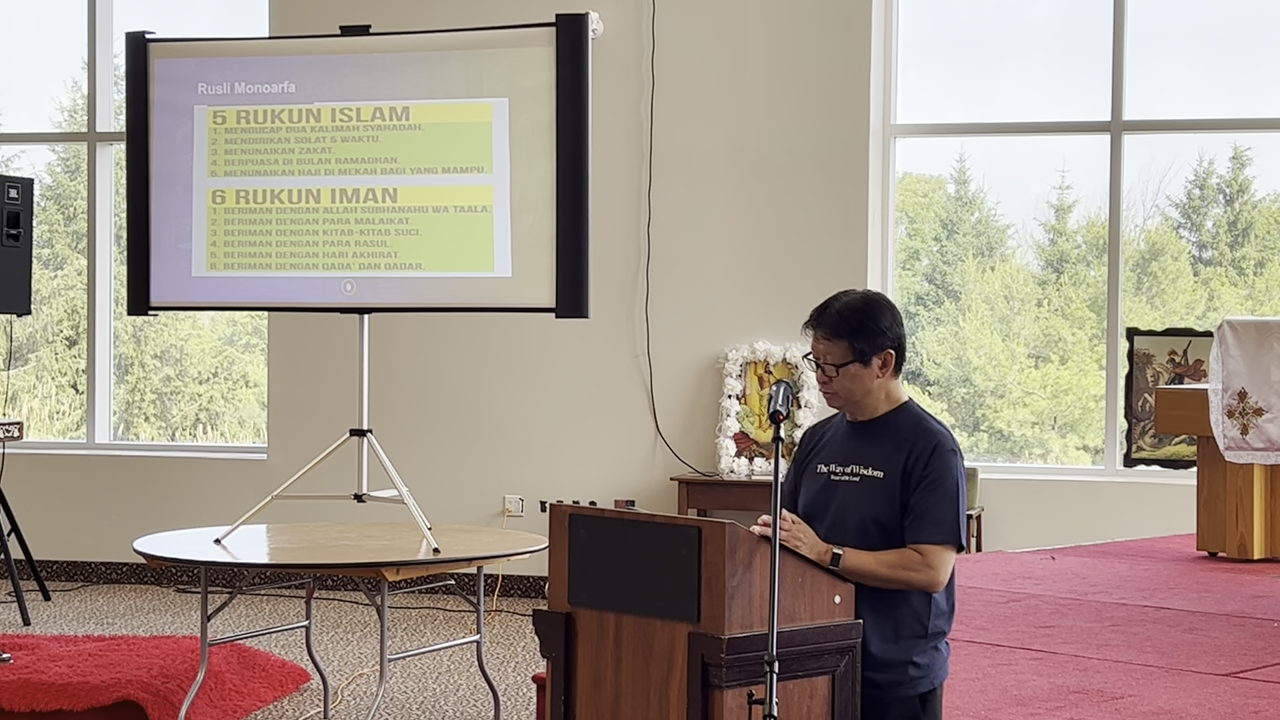 Rusli Monoarfa
5 RUKUN ISLAM
1. MENGUCAP DUA KALIMAH SYAHADAH.
2. MENDIRIKAN SOLAT 5 WAKTU.
3. MENUNAIKAN ZAKAT.
4. BERPUASA DI BULAN RAMADHAN.
5. MENUNAIKAN HAJI DI MEKAH BAGI YANG MAMPU.
6 RUKUN IMAN
1. BERIMAN DENGAN ALLAH SUBHANAHU WA TAALA.
2. BERIMAN DENGAN PARA MALAIKAT.
3. BERIMAN DENGAN KITAB-KITAB SUCI.
4. BERIMAN DENGAN PARA RASUL.
5. BERIMAN DENGAN HARI AKHIRAT.
6. BERIMAN DENGAN QADA' DAN QADAR.
JBL
The Way of Wisdom